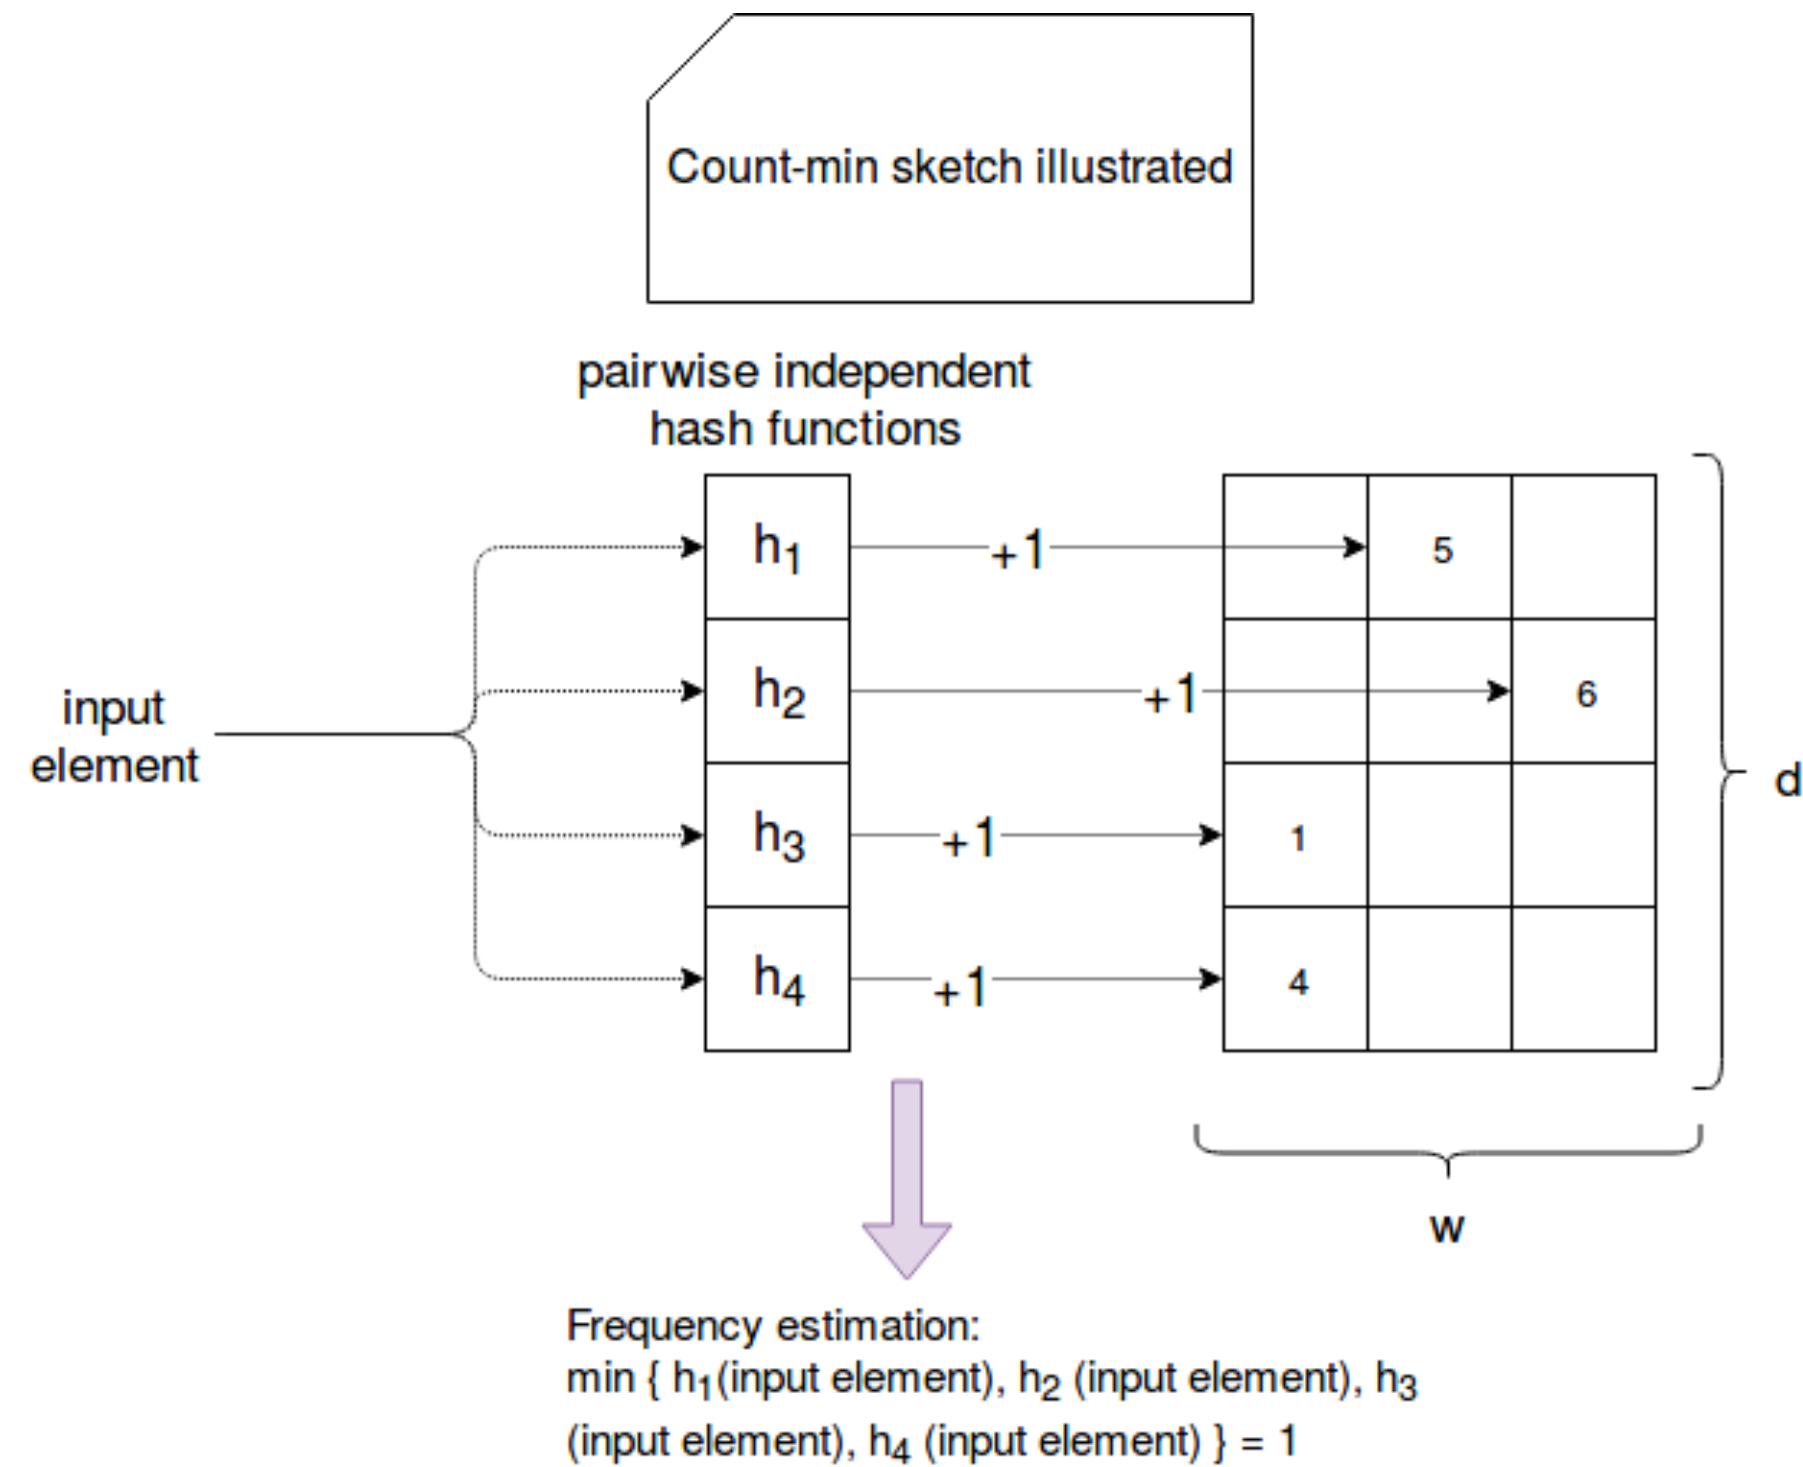 Count-min sketch illustrated
pairwise independent
hash functions
h1 +1 5
h2 +1 6
input
element
h3 +1 1
h4 +1 4
d
w
Frequency estimation:
min { h1(input element), h2 (input element), h3
(input element), h4 (input element) } = 1